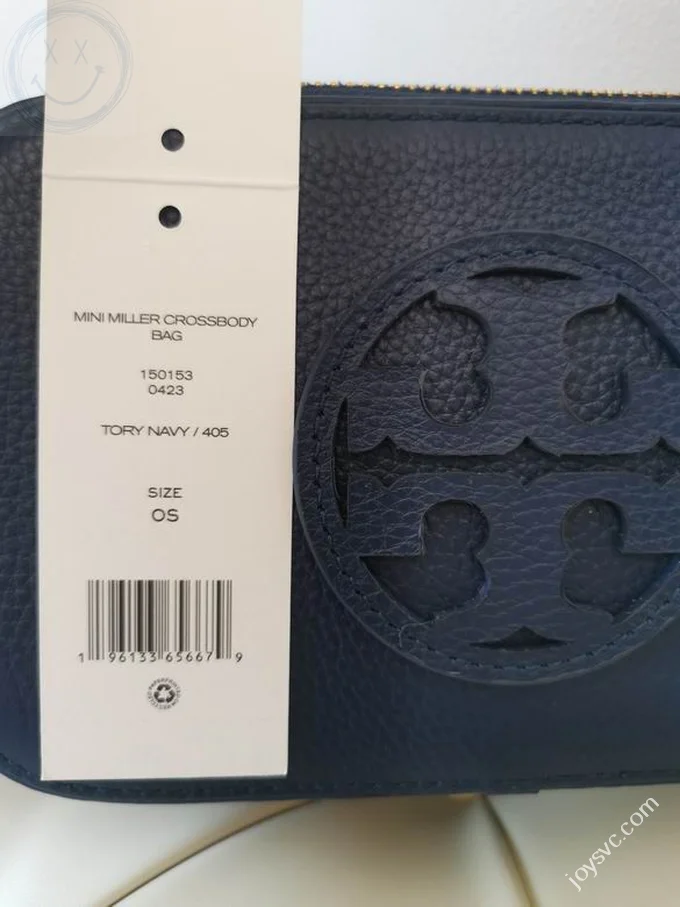 MINI MILLER CROSSBODY
BAG
150153
0423
TORY NAVY / 405
SIZE
OS
1 96133 65667 9
joysvc.com